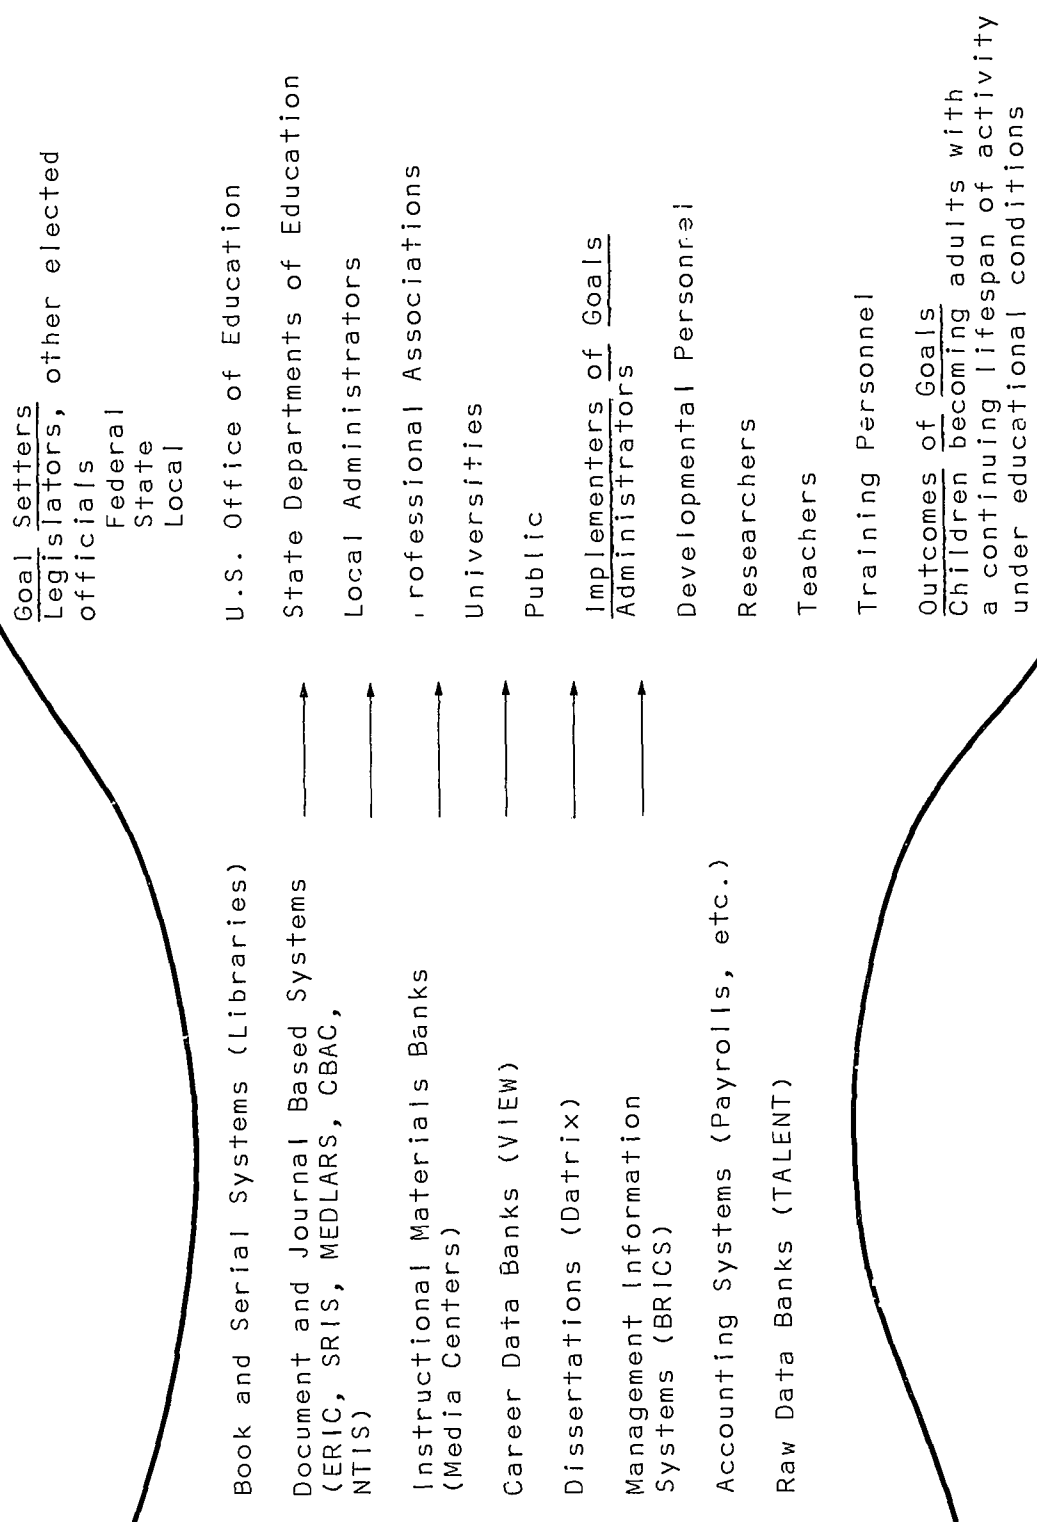 Book and Serial Systems (Libraries)
Document and Journal Based Systems
(ERIC, SRIS, MEDLARS, CBAC,
NTIS)
Instructional Materials Banks
(Media Centers)
Career Data Banks (VIEW)
Dissertations (Datrix)
Management Information
Systems (BRICS)
Accounting Systems (Payrolls, etc.)
Raw Data Banks (TALENT)
Goal Setters
Legislators, other elected
officials
Federal
State
Local
U.S. Office of Education
State Departments of Education
Local Administrators
rofessional Associations
Universities
Public
Implementers of Goals
Administrators
Developmental Personnel
Researchers
Teachers
Training Personnel
Outcomes of Goals
Children becoming adults with
a continuing lifespan of activity
under educational conditions